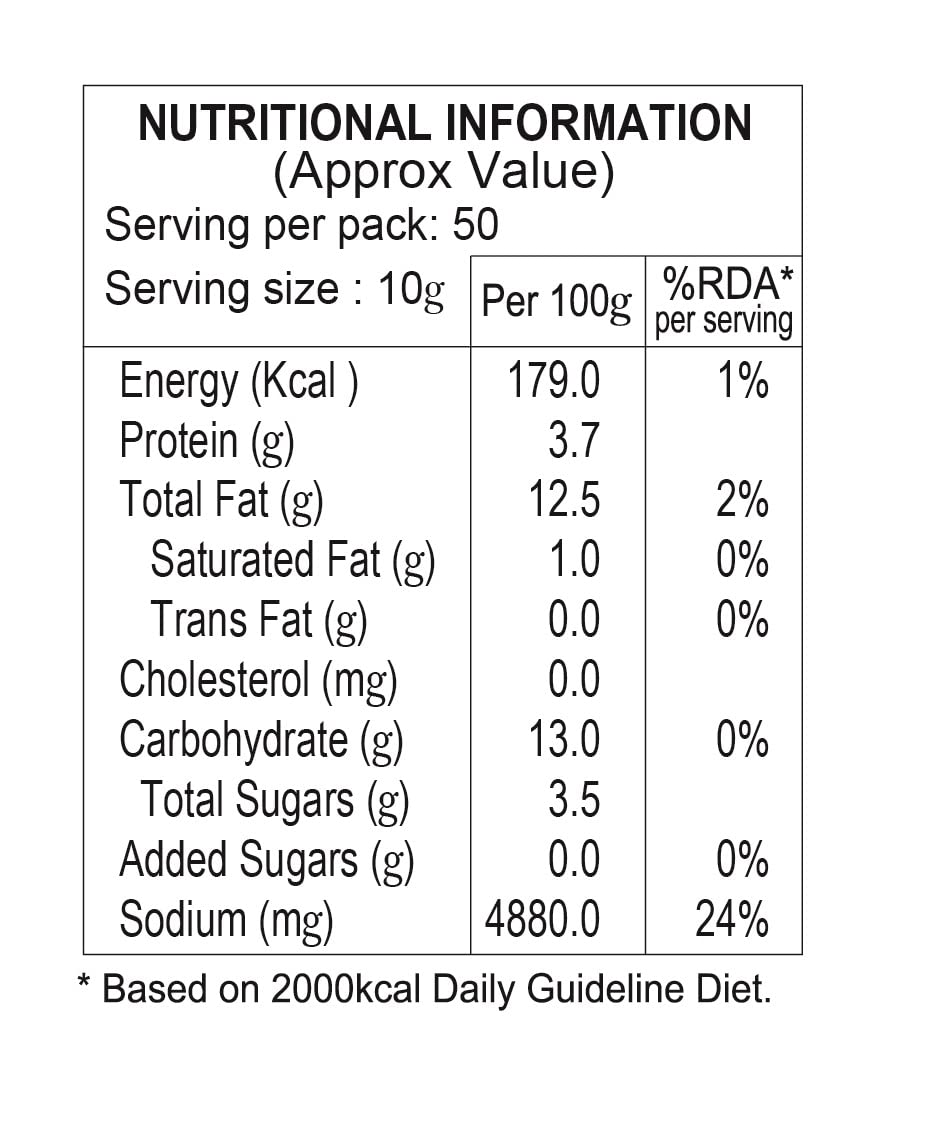 NUTRITIONAL INFORMATION
(Approx Value)
Serving per pack: 50
Serving size : 10g Per 100g %RDA* per serving
Energy (Kcal ) 179.0 1%
Protein (g) 3.7
Total Fat (g) 12.5 2%
Saturated Fat (g) 1.0 0%
Trans Fat (g) 0.0 0%
Cholesterol (mg) 0.0
Carbohydrate (g) 13.0 0%
Total Sugars (g) 3.5
Added Sugars (g) 0.0 0%
Sodium (mg) 4880.0 24%
* Based on 2000kcal Daily Guideline Diet.